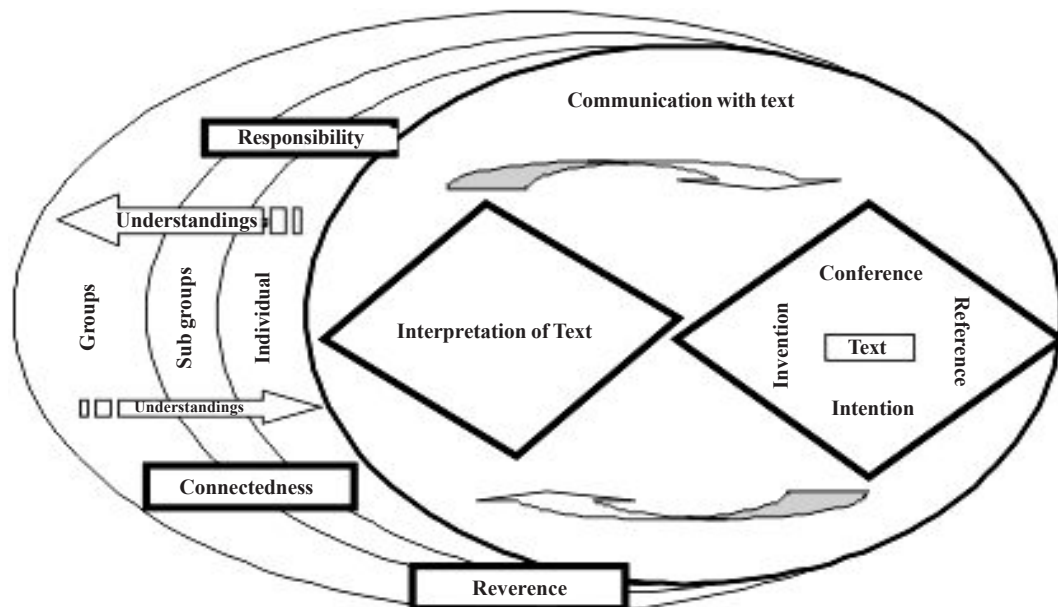 Communication with text
Responsibility
Understandings
Groups
Sub groups
Individual
Conference
Interpretation of Text
Invention
Text
Reference
Understandings
Intention
Connectedness
Reverence